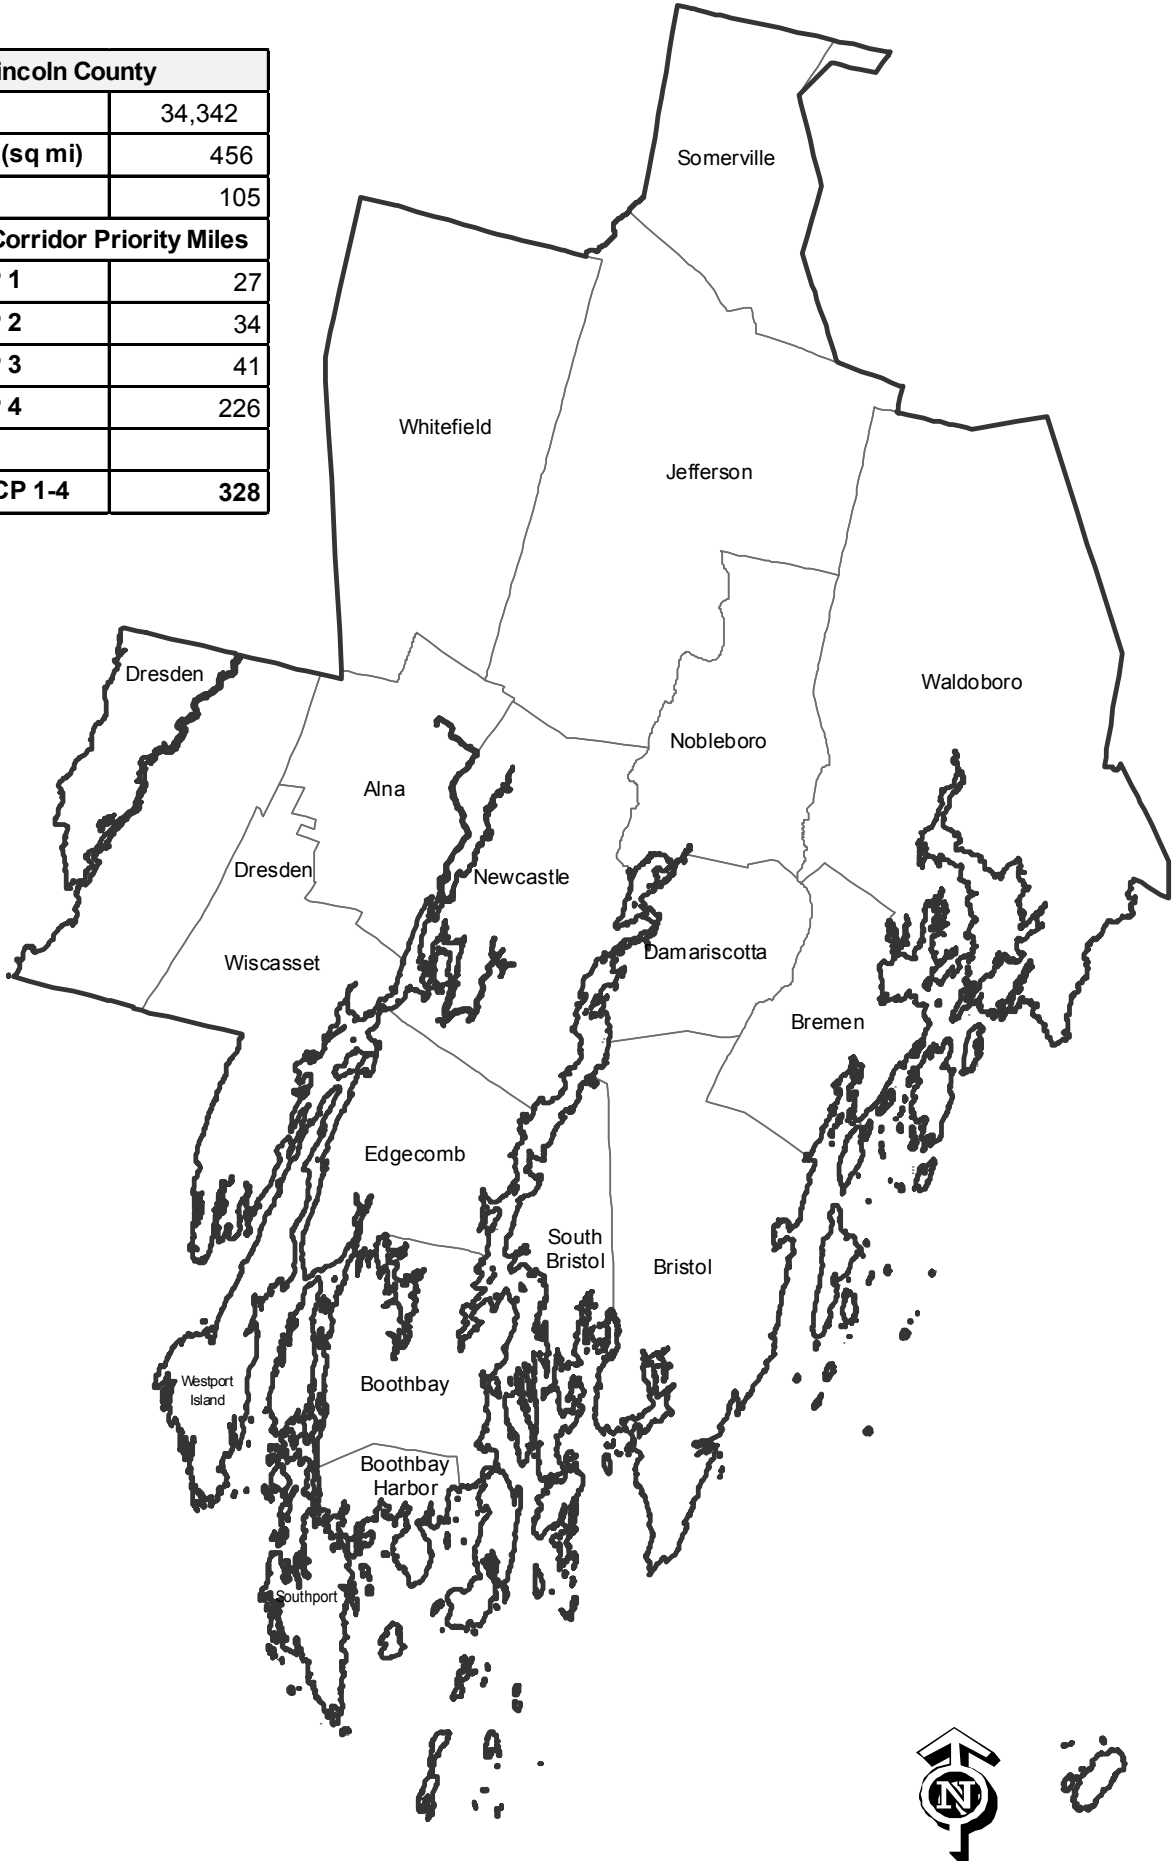 incoln County
34,342
(sq mi) 456
105
Corridor Priority Miles
1 27
2 34
3 41
4 226
CP 1-4 328
Somerville
Whitefield
Jefferson
Dresden
Waldoboro
Nobleboro
Alna
Dresden
Newcastle
Damariscotta
Wiscasset
Bremen
Edgecomb
South
Bristol
Bristol
Westport
Island
Boothbay
Boothbay
Harbor
Southport
N